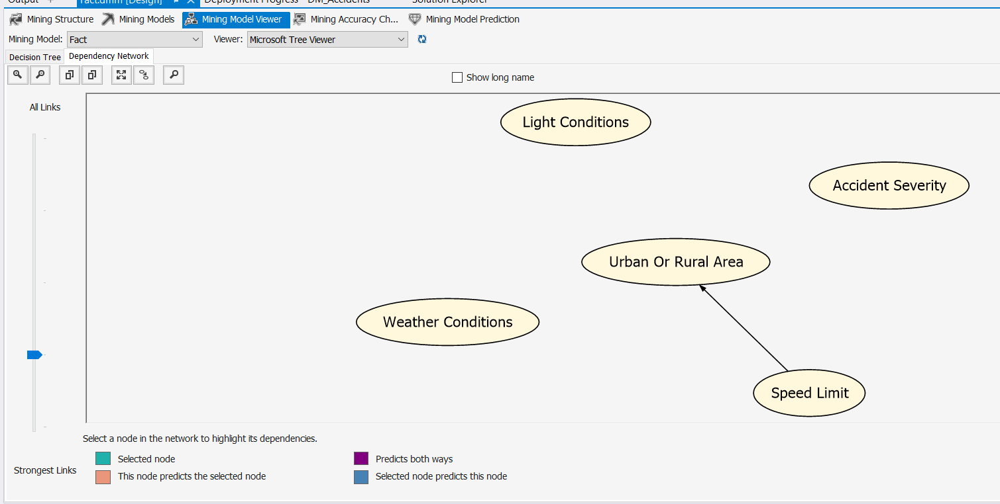 Output
Fact.dmm [Design]
Deployment Progress
DM_Accidents
Solution Explorer
Mining Structure
Mining Models
Mining Model Viewer
Mining Accuracy Ch...
Mining Model Prediction
Mining Model:
Fact
Viewer:
Microsoft Tree Viewer
Decision Tree
Dependency Network
Show long name
All Links
Light Conditions
Accident Severity
Urban Or Rural Area
Weather Conditions
Speed Limit
Select a node in the network to highlight its dependencies.
Selected node
Predicts both ways
Strongest Links
This node predicts the selected node
Selected node predicts this node